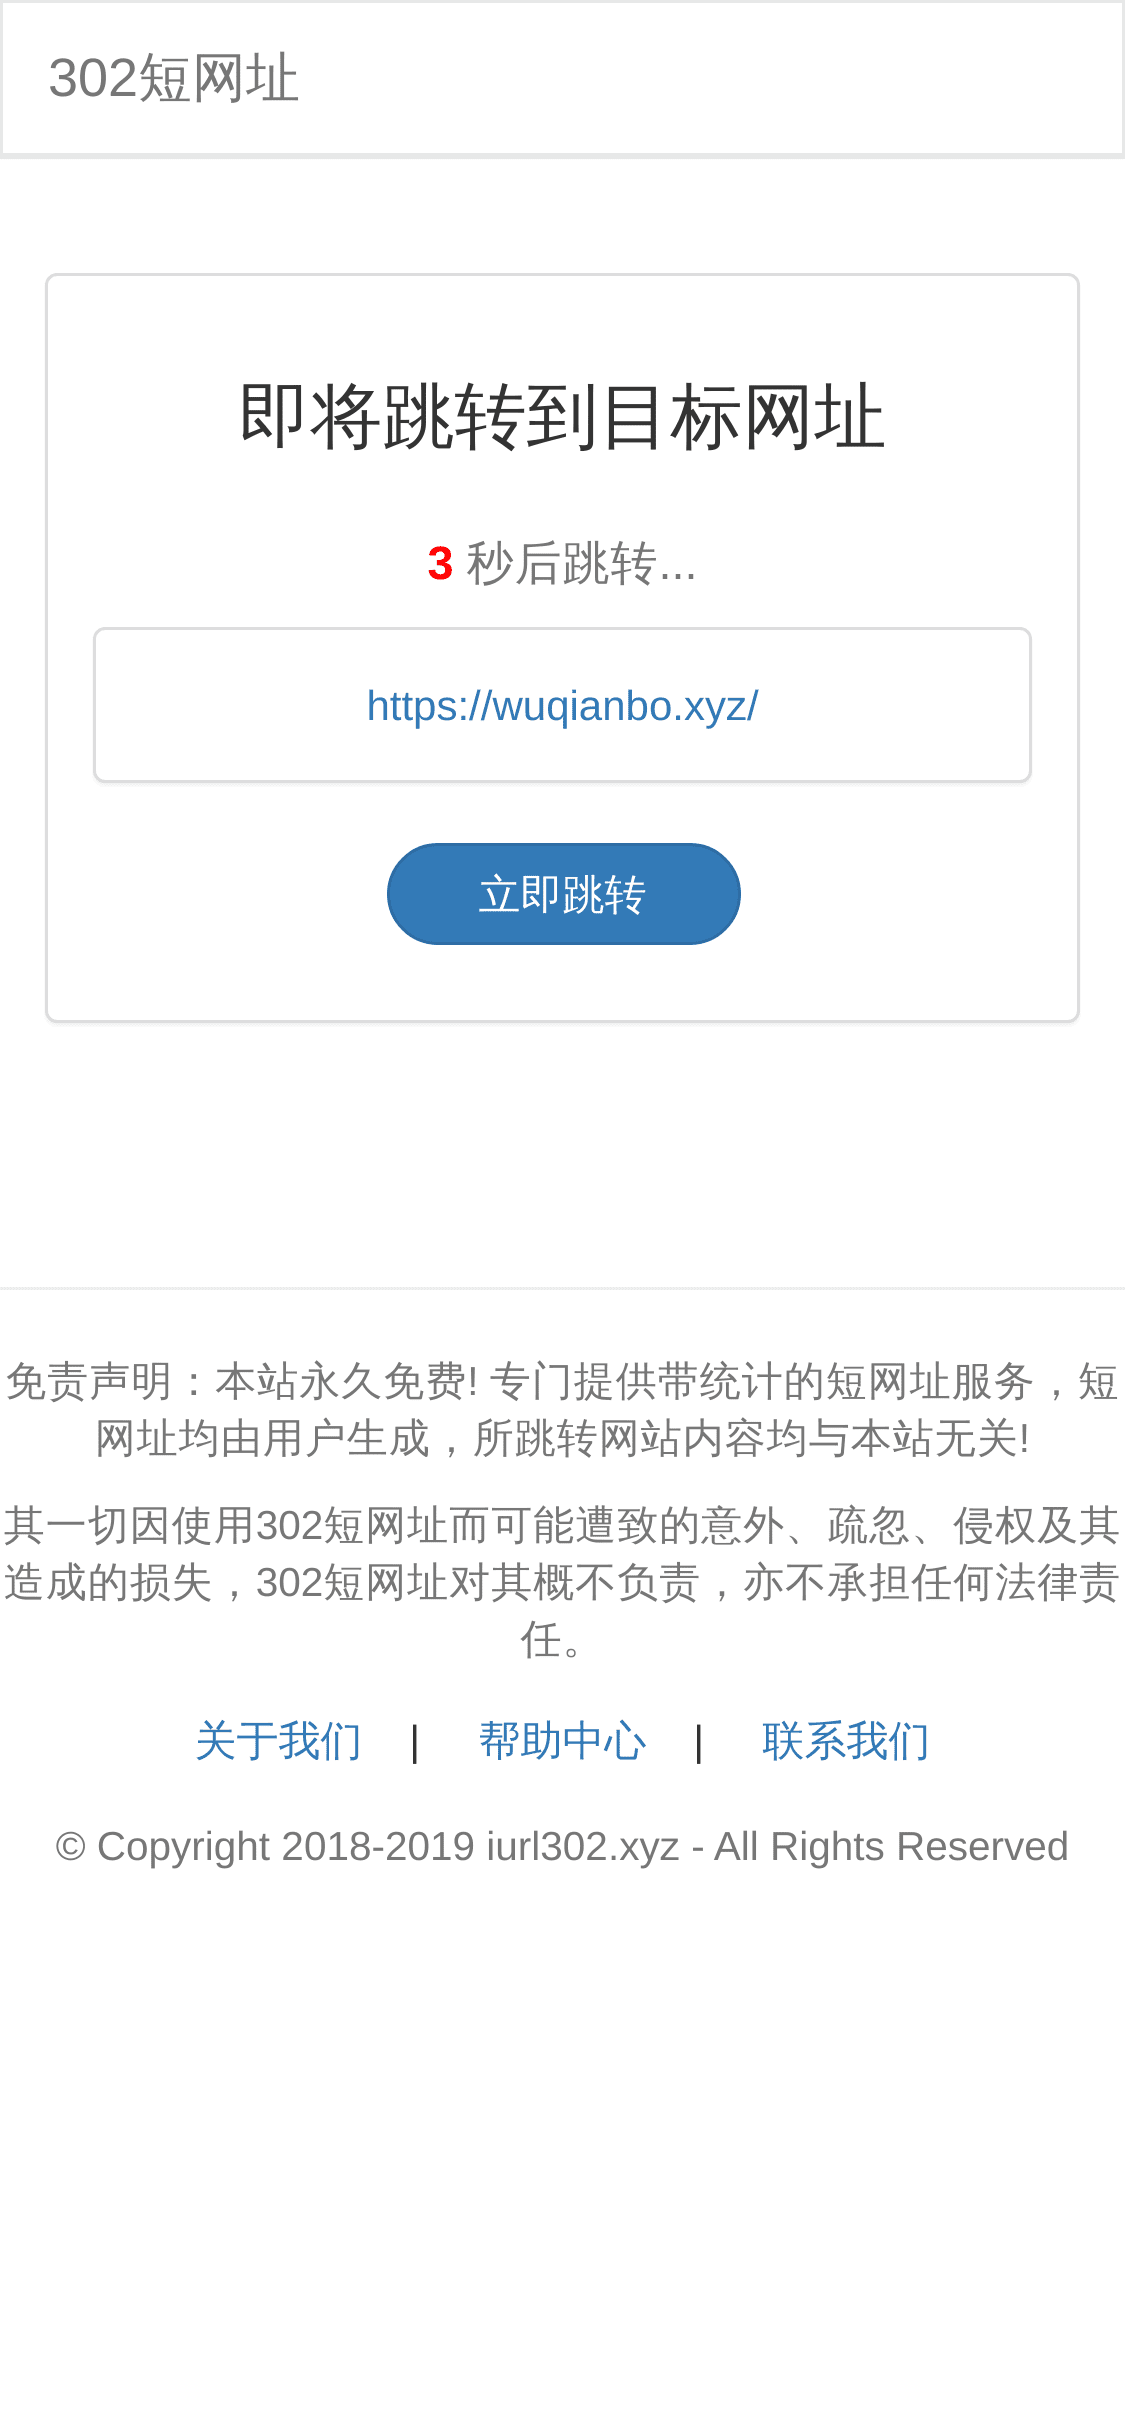 302短网址
即将跳转到目标网址
3 秒后跳转...
https://wuqianbo.xyz/
立即跳转
免责声明：本站永久免费! 专门提供带统计的短网址服务，短
网址均由用户生成，所跳转网站内容均与本站无关!
其一切因使用302短网址而可能遭致的意外、疏忽、侵权及其
造成的损失，302短网址对其概不负责，亦不承担任何法律责
任。
关于我们 | 帮助中心 | 联系我们
© Copyright 2018-2019 iurl302.xyz - All Rights Reserved